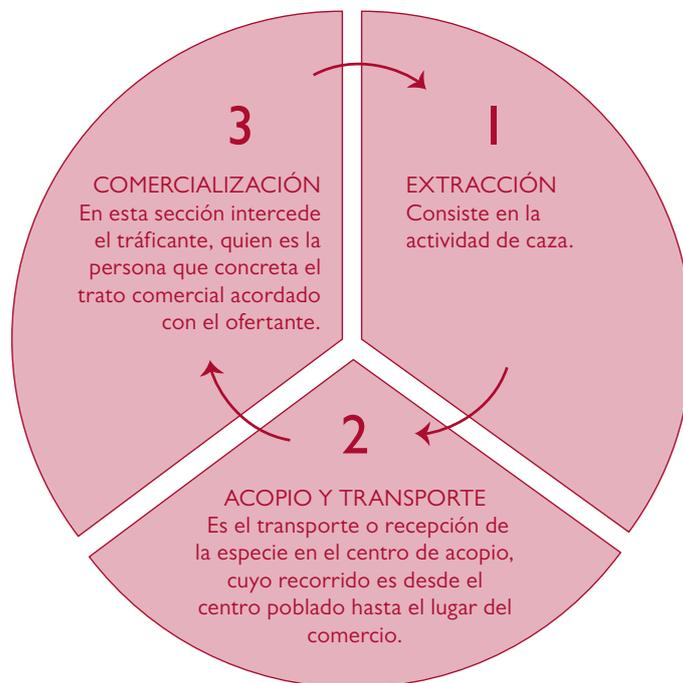 1
EXTRACCIÓN
Consiste en la
actividad de caza.
2
ACOPIO Y TRANSPORTE
Es el transporte o recepción de
la especie en el centro de acopio,
cuyo recorrido es desde el
centro poblado hasta el lugar del
comercio.
3
COMERCIALIZACIÓN
En esta sección intercede
el tráficante, quien es la
persona que concreta el
trato comercial acordado
con el ofertante.